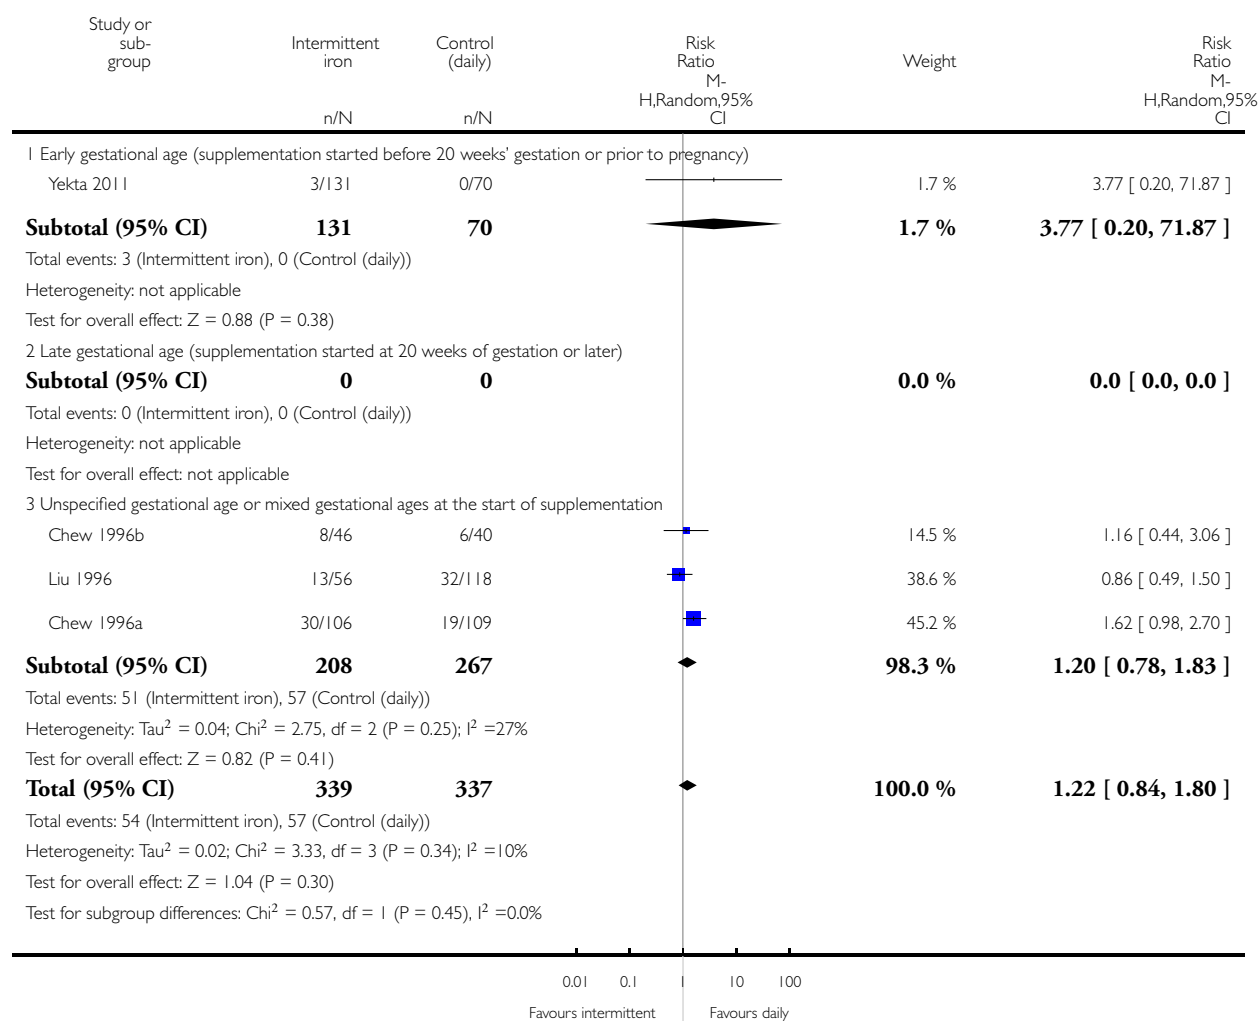 Study or
sub-
group
Intermittent
iron
Control
(daily)
Risk
Ratio
Weight
Risk
Ratio
n/N
n/N
M-
H,Random,95%
CI
M-
H,Random,95%
CI
1 Early gestational age (supplementation started before 20 weeks' gestation or prior to pregnancy)
Yekta 2011 3/131 0/70 1.7 % 3.77 [ 0.20, 71.87 ]
Subtotal (95% CI) 131 70 1.7 % 3.77 [ 0.20, 71.87 ]
Total events: 3 (Intermittent iron), 0 (Control (daily))
Heterogeneity: not applicable
Test for overall effect: Z = 0.88 (P = 0.38)
2 Late gestational age (supplementation started at 20 weeks of gestation or later)
Subtotal (95% CI) 0 0 0.0 % 0.0 [ 0.0, 0.0 ]
Total events: 0 (Intermittent iron), 0 (Control (daily))
Heterogeneity: not applicable
Test for overall effect: not applicable
3 Unspecified gestational age or mixed gestational ages at the start of supplementation
Chew 1996b 8/46 6/40 14.5 % 1.16 [ 0.44, 3.06 ]
Liu 1996 13/56 32/118 38.6 % 0.86 [ 0.49, 1.50 ]
Chew 1996a 30/106 19/109 45.2 % 1.62 [ 0.98, 2.70 ]
Subtotal (95% CI) 208 267 98.3 % 1.20 [ 0.78, 1.83 ]
Total events: 51 (Intermittent iron), 57 (Control (daily))
Heterogeneity: Tau² = 0.04; Chi² = 2.75, df = 2 (P = 0.25); I² =27%
Test for overall effect: Z = 0.82 (P = 0.41)
Total (95% CI) 339 337 100.0 % 1.22 [ 0.84, 1.80 ]
Total events: 54 (Intermittent iron), 57 (Control (daily))
Heterogeneity: Tau² = 0.02; Chi² = 3.33, df = 3 (P = 0.34); I² =10%
Test for overall effect: Z = 1.04 (P = 0.30)
Test for subgroup differences: Chi² = 0.57, df = 1 (P = 0.45), I² =0.0%
0.01 0.1 1 10 100
Favours intermittent Favours daily